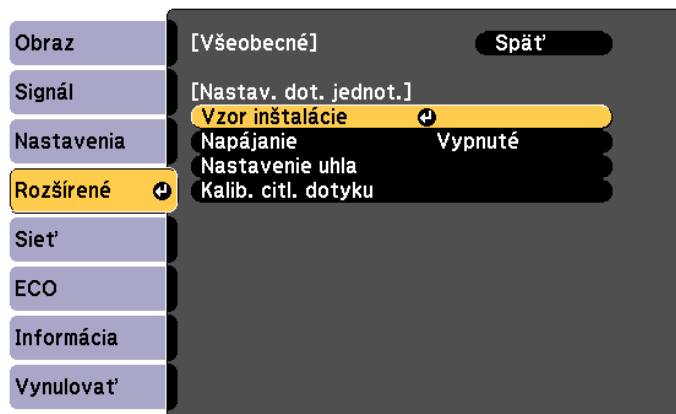 Obraz
Signál
Nastavenia
Rozšírené
Sieť
ECO
Informácia
Vynulovať
[Všeobecné] Späť
[Nastav. dot. jednot.]
Vzor inštalácie
Napájanie Vypnuté
Nastavenie uhla
Kalib. citl. dotyku